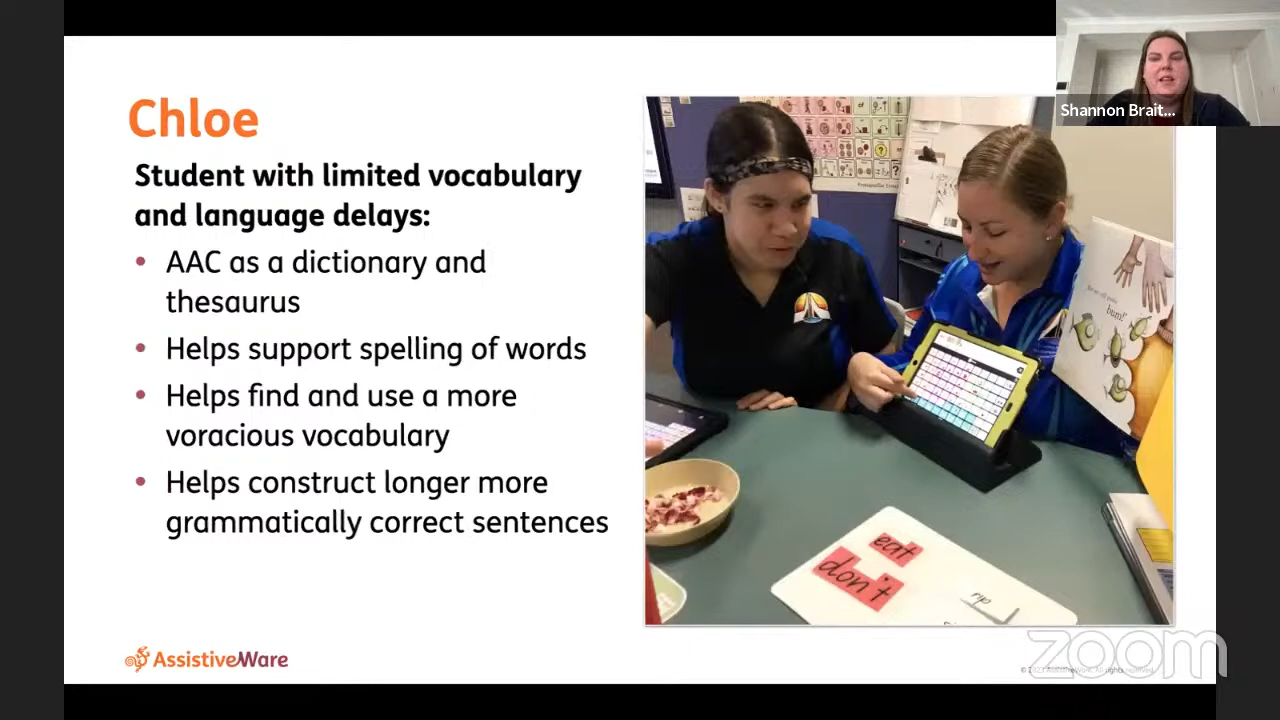 Chloe
Student with limited vocabulary
and language delays:
• AAC as a dictionary and
thesaurus
• Helps support spelling of words
• Helps find and use a more
voracious vocabulary
• Helps construct longer more
grammatically correct sentences
AssistiveWare
Shannon Brait...
bum!
eat
don't
rip
zoom